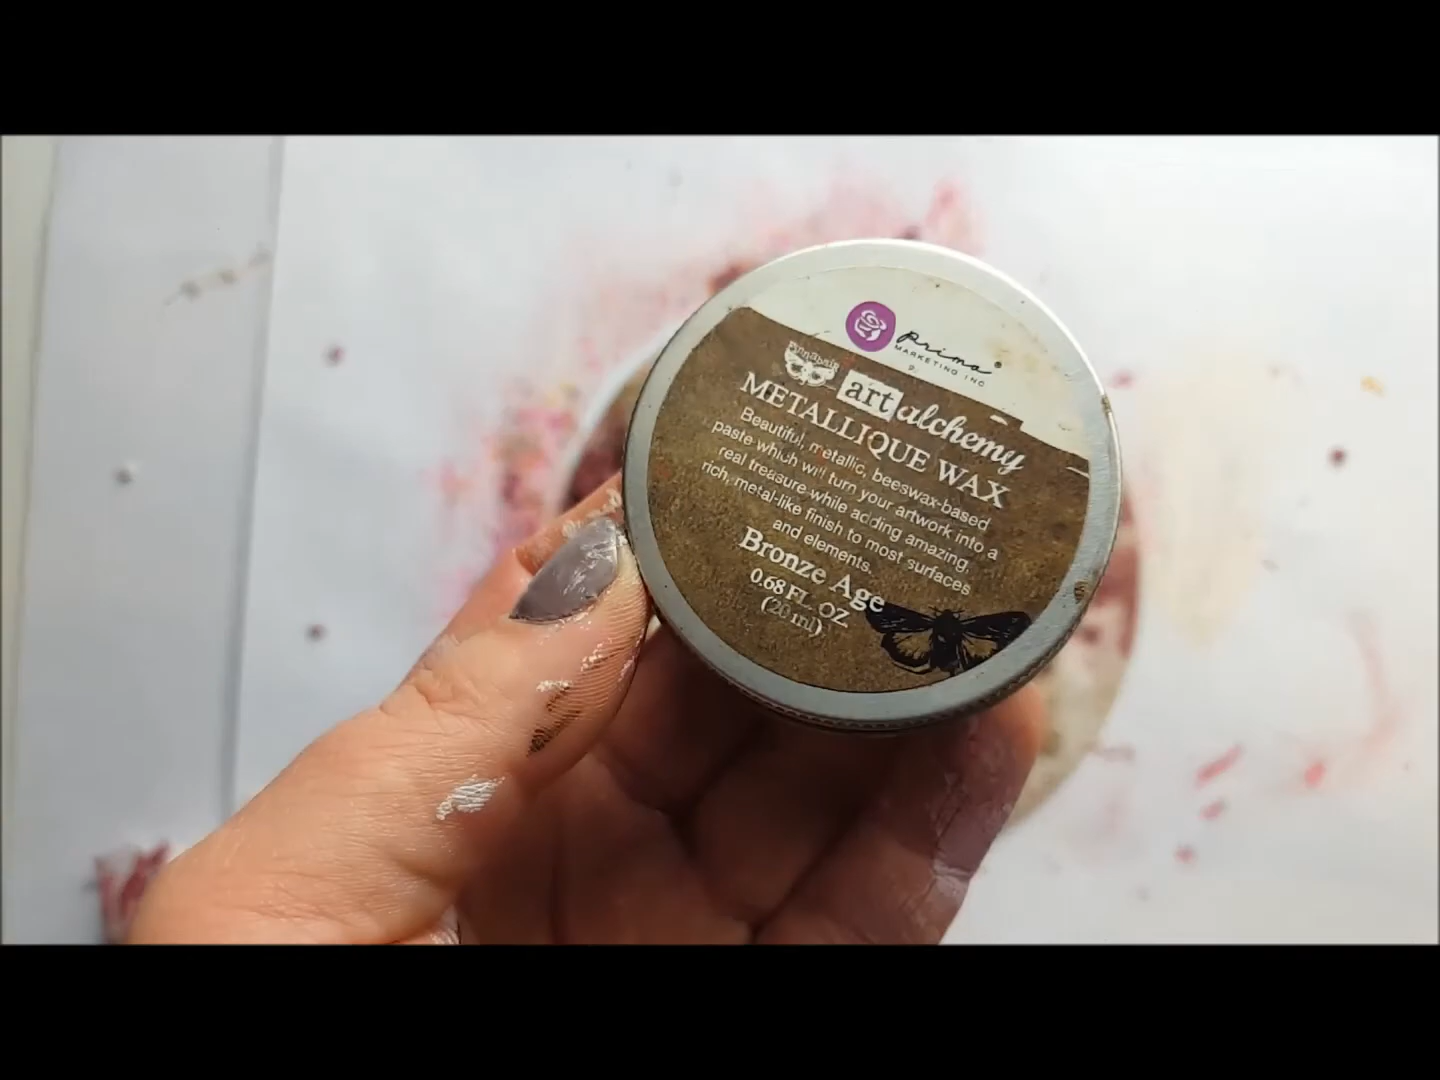 prima
MARKETING INC
finnabair
art alchemy
METALLIQUE WAX
Beautiful, metallic, beeswax-based
paste which will turn your artwork into a
real treasure while adding amazing,
rich, metal-like finish to most surfaces
and elements.
Bronze Age
0.68 FL. OZ
(20 ml)